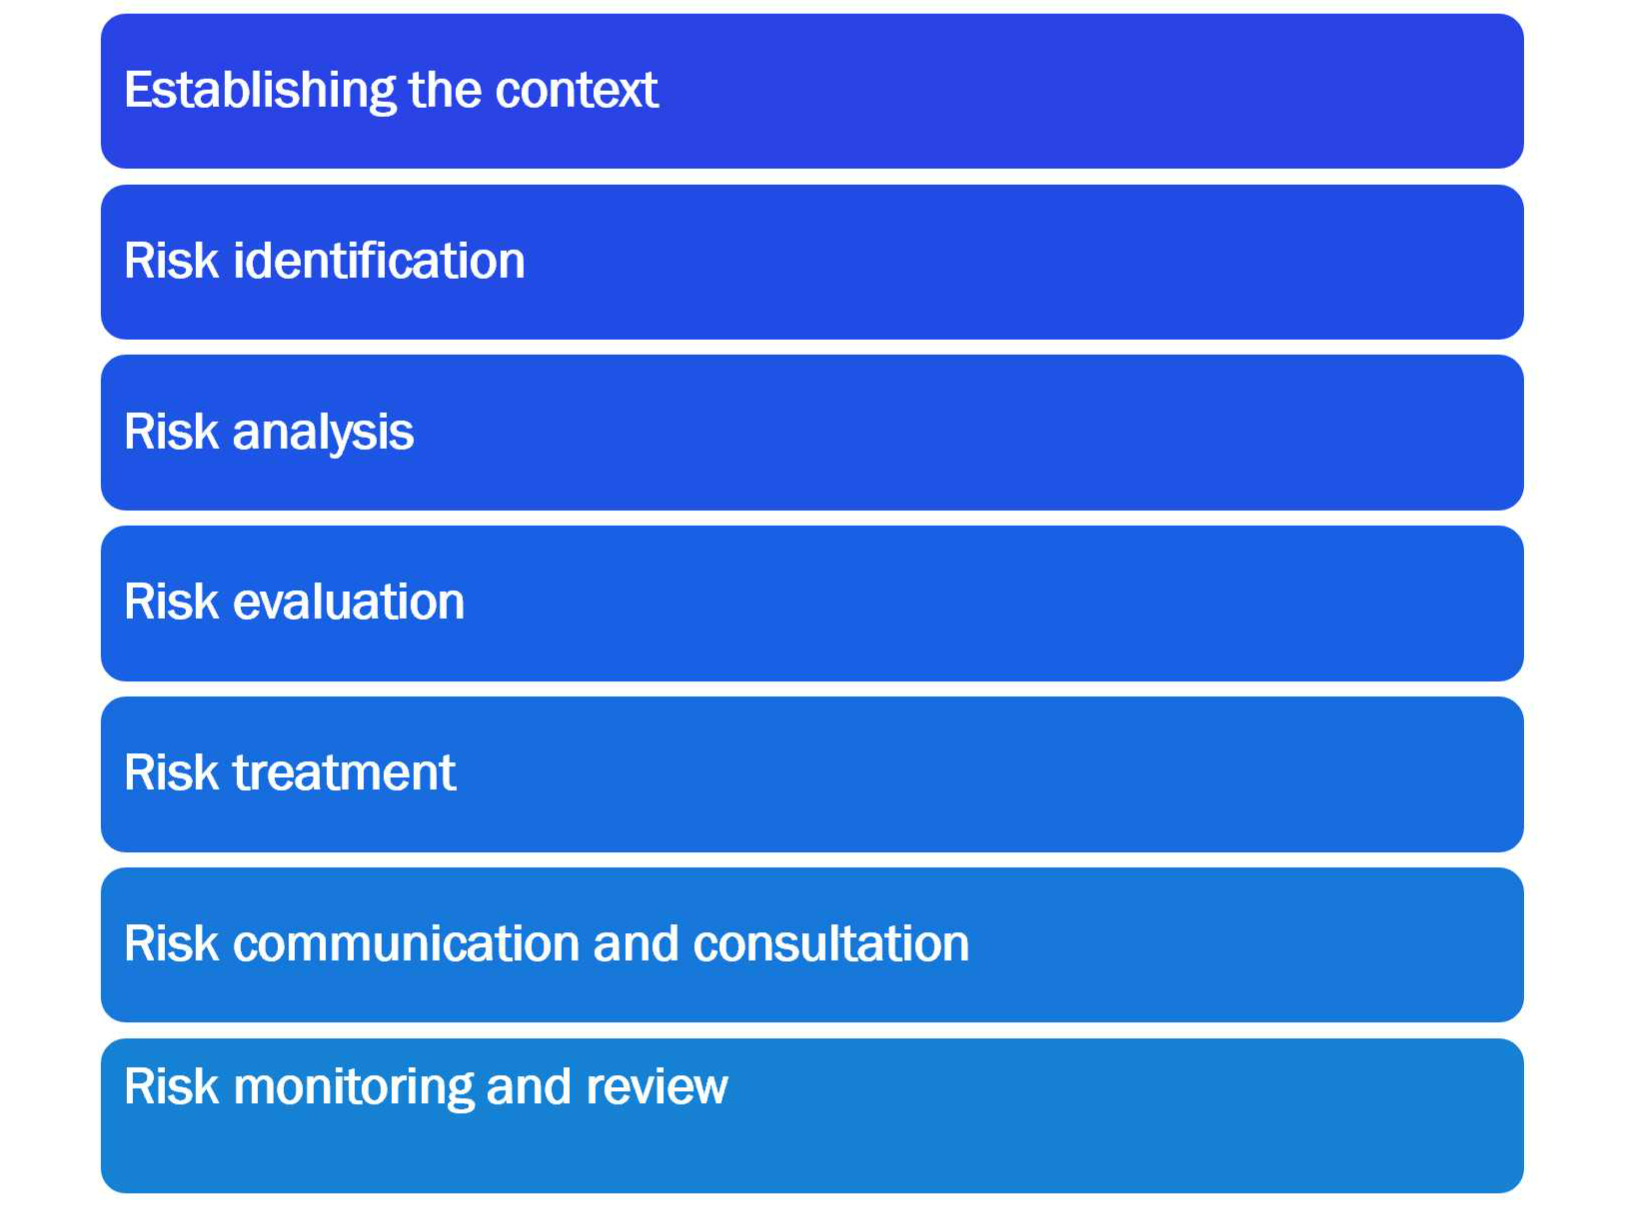 Establishing the context
Risk identification
Risk analysis
Risk evaluation
Risk treatment
Risk communication and consultation
Risk monitoring and review